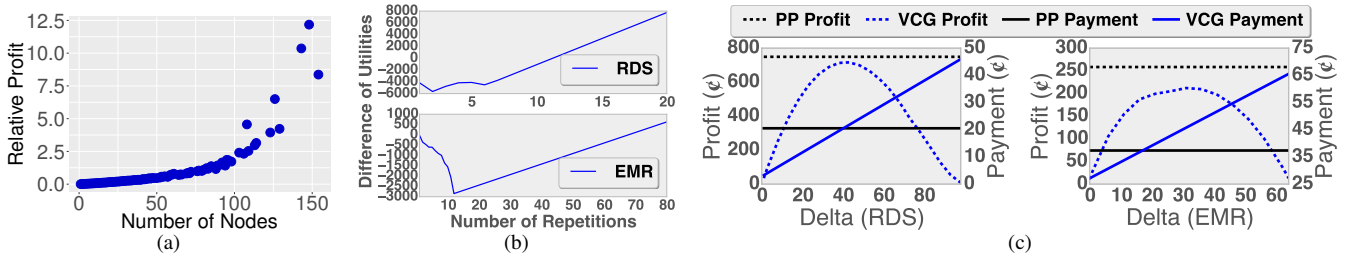 12.5
10.0
7.5
5.0
2.5
0.0
0 50 100 150
Relative Profit
Number of Nodes
(a)
8000
6000
4000
2000
0
−2000
−4000
−6000
5 10 15 20
RDS
1000
500
0
−500
−1000
−1500
−2000
−2500
−3000
0 10 20 30 40 50 60 70 80
EMR
Difference of Utilities
Number of Repetitions
(b)
PP Profit VCG Profit PP Payment VCG Payment
800
600
400
200
0
Profit (¢)
50
40
30
20
10
0
Payment (¢)
0 20 40 60 80
Delta (RDS)
300
250
200
150
100
50
0
Profit (¢)
75
65
55
45
35
25
Payment (¢)
0 10 20 30 40 50 60
Delta (EMR)
(c)